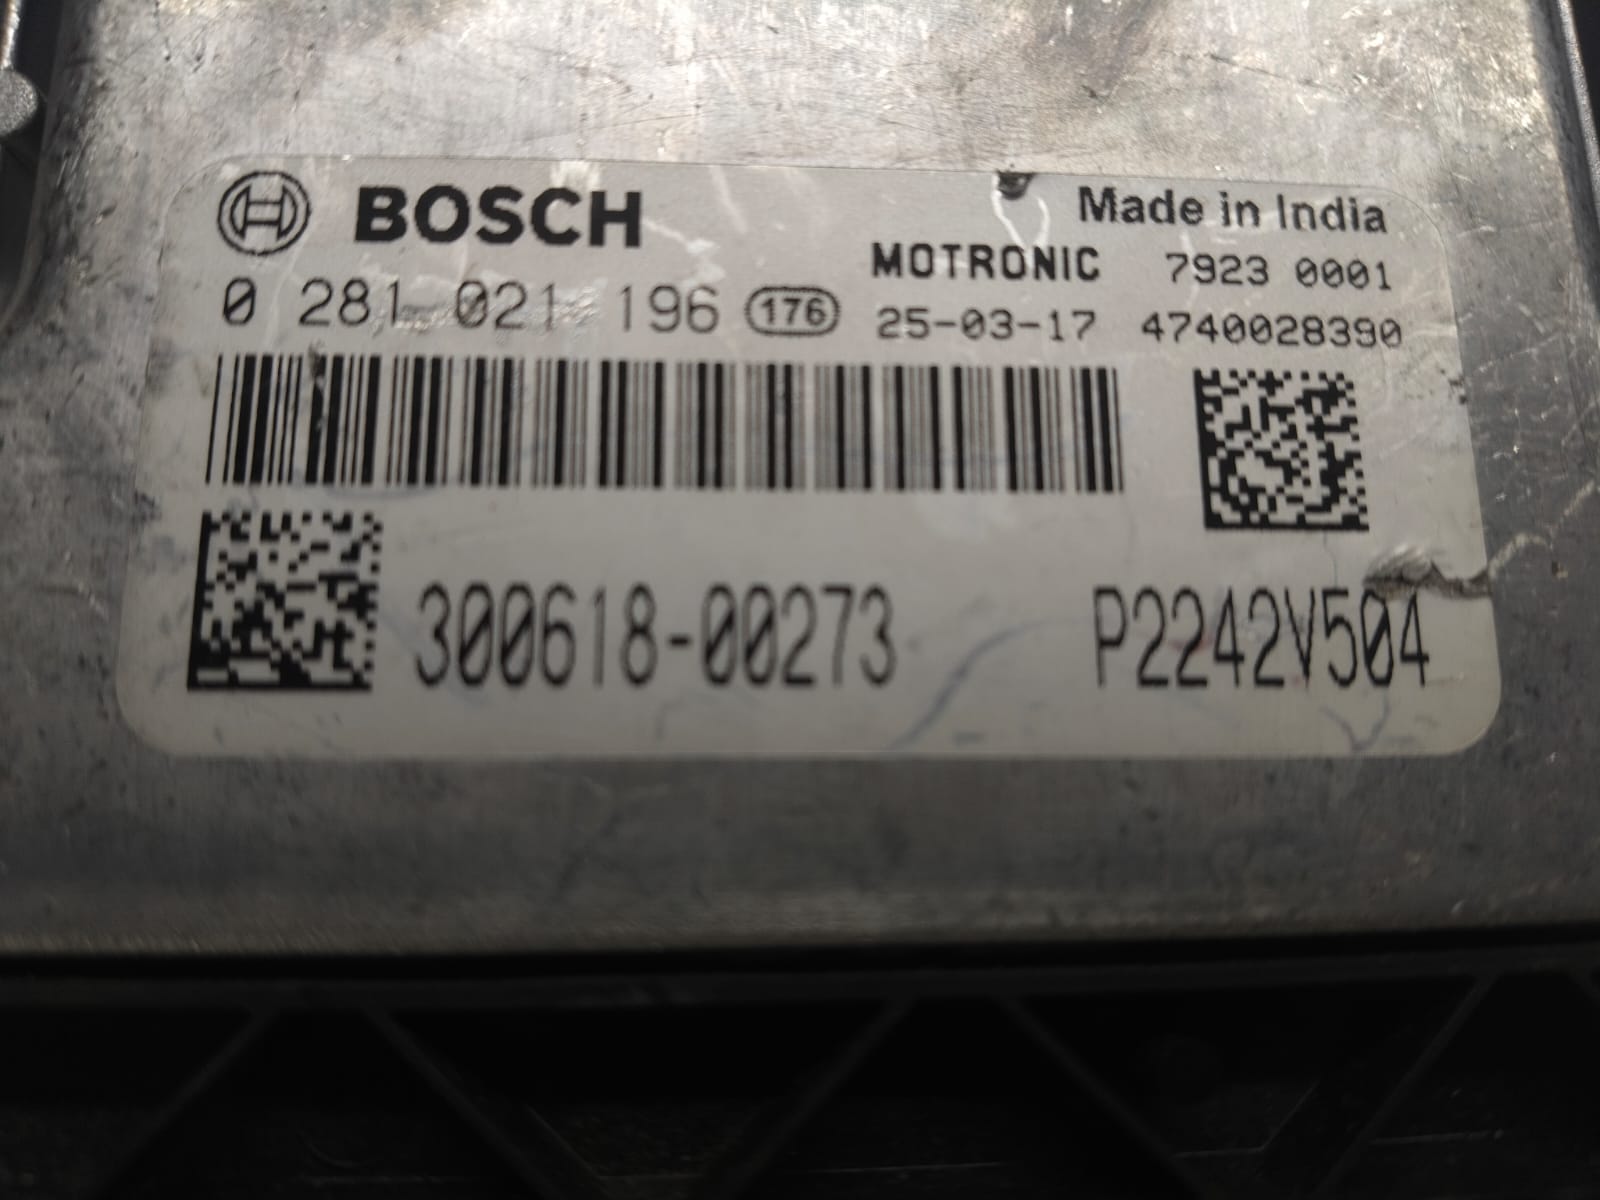 BOSCH
Made in India
MOTRONIC 7923 0001
0 281 021 196 176 25-03-17 4740028390
300618-00273 P2242V504